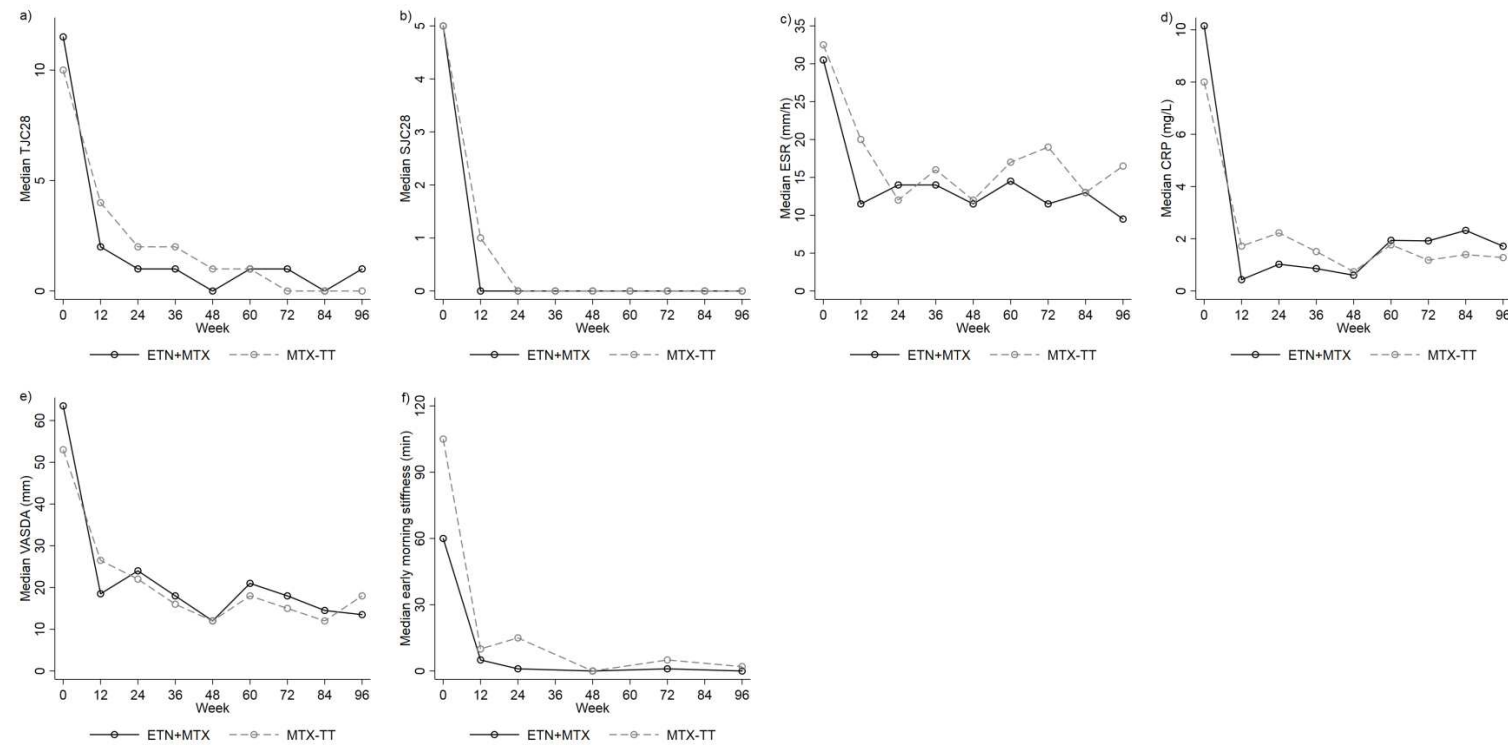 a)
Median TJC28
10
5
0
0 12 24 36 48 60 72 84 96
Week
ETN+MTX MTX-TT
b)
Median SJC28
5
4
3
2
1
0
0 12 24 36 48 60 72 84 96
Week
ETN+MTX MTX-TT
c)
Median ESR (mm/h)
35
30
25
20
15
10
5
0
0 12 24 36 48 60 72 84 96
Week
ETN+MTX MTX-TT
d)
Median CRP (mg/L)
10
8
6
4
2
0
0 12 24 36 48 60 72 84 96
Week
ETN+MTX MTX-TT
e)
Median VASDA (mm)
60
50
40
30
20
10
0
0 12 24 36 48 60 72 84 96
Week
ETN+MTX MTX-TT
f)
Median early morning stiffness (min)
120
90
60
30
0
0 12 24 36 48 60 72 84 96
Week
ETN+MTX MTX-TT